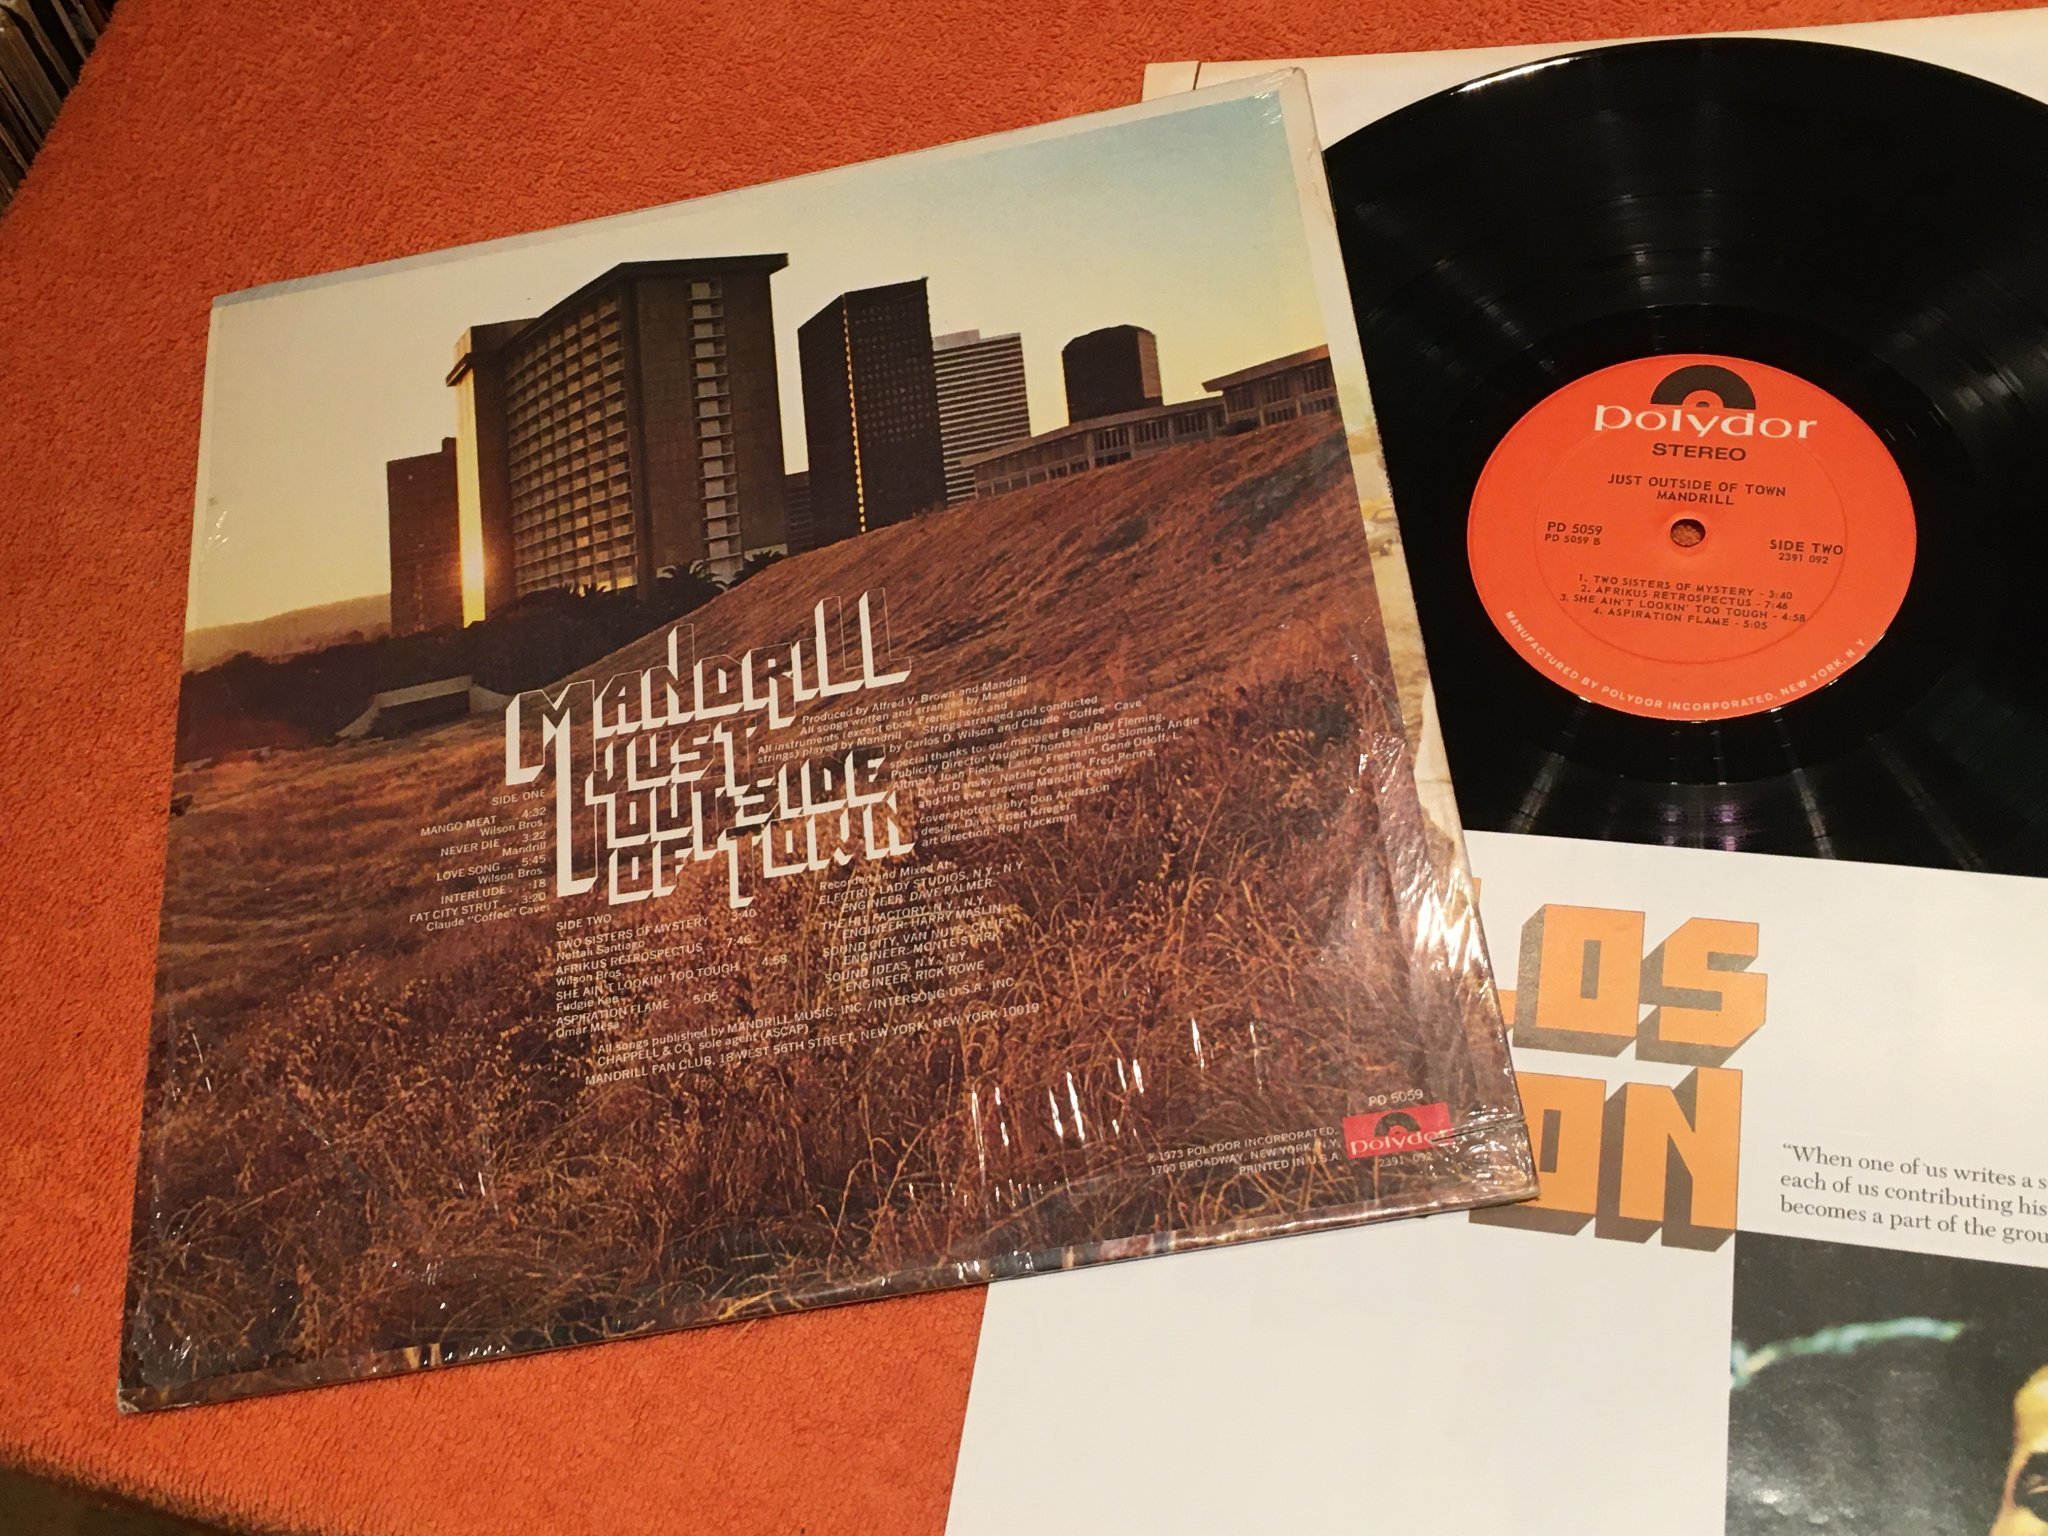 MANDRILL
JUST
OUTSIDE
OF TOWN
Produced by Alfred V. Brown and Mandrill
All songs written and arranged by Mandrill
All instruments (except oboe, French horn and
strings) played by Mandrill
Strings arranged and conducted
by Carlos D. Wilson and Claude "Coffee" Cave
special thanks to: our manager Beau Ray Fleming,
Publicity Director Vaughn Thomas, Linda Sloman, Andie
Altman, Joan Fields, Laurie Freeman, Gene Orloff, L.
David Dansky, Natale Cerame, Fred Perina,
and the ever growing Mandrill Family.
cover photography: Don Anderson
design: Davis Fried Krieger
art direction: Ron Nackman
SIDE ONE
MANGO MEAT . . . 4:32
Wilson Bros.
NEVER DIE . . . 3:22
Mandrill
LOVE SONG . . . 5:45
Wilson Bros.
INTERLUDE . . . :18
FAT CITY STRUT . . . 3:20
Claude "Coffee" Cave
SIDE TWO
TWO SISTERS OF MYSTERY . . . 3:40
Neftali Santiago
AFRIKUS RETROSPECTUS . . . 7:46
Wilson Bros.
SHE AIN'T LOOKIN' TOO TOUGH . . . 4:58
Fudgie Kae
ASPIRATION FLAME . . . 5:05
Omar Mesa
Recorded and Mixed At:
ELECTRIC LADY STUDIOS, N.Y., N.Y.
ENGINEER: DAVE PALMER.
THE HIT FACTORY, N.Y., N.Y.
ENGINEER: HARRY MASLIN
SOUND CITY, VAN NUYS, CALIF.
ENGINEER: MONTE STARK
SOUND IDEAS, N.Y., N.Y.
ENGINEER: RICK ROWE
All songs published by MANDRILL MUSIC, INC./INTERSONG U.S.A., INC.
CHAPPELL & CO. sole agent (ASCAP)
MANDRILL FAN CLUB, 18 WEST 56TH STREET, NEW YORK, NEW YORK 10019
PD 5059
℗ 1973 POLYDOR INCORPORATED.
1700 BROADWAY, NEW YORK, N.Y.
PRINTED IN U.S.A.
polydor
2391 092
polydor
STEREO
JUST OUTSIDE OF TOWN
MANDRILL
PD 5059
PD 5059 B
SIDE TWO
2391 092
1. TWO SISTERS OF MYSTERY - 3:40
2. AFRIKUS RETROSPECTUS - 7:46
3. SHE AIN'T LOOKIN' TOO TOUGH - 4:58
4. ASPIRATION FLAME - 5:05
MANUFACTURED BY POLYDOR INCORPORATED, NEW YORK, N.Y.
OS
ON
"When one of us writes a
each of us contributing his
becomes a part of the